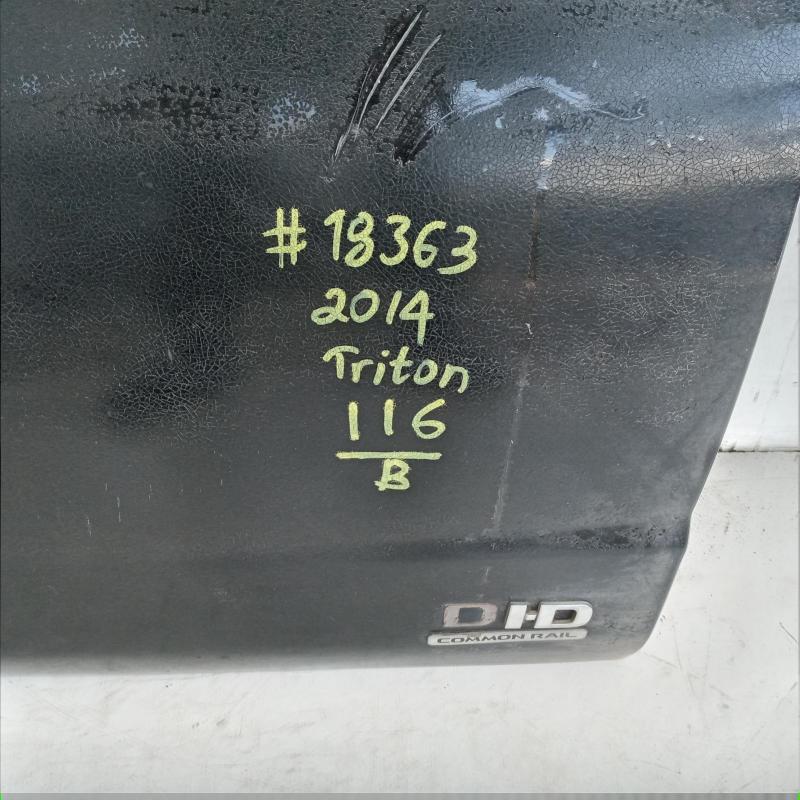 #18363
2014
Triton
116
B
DI-D
COMMON RAIL